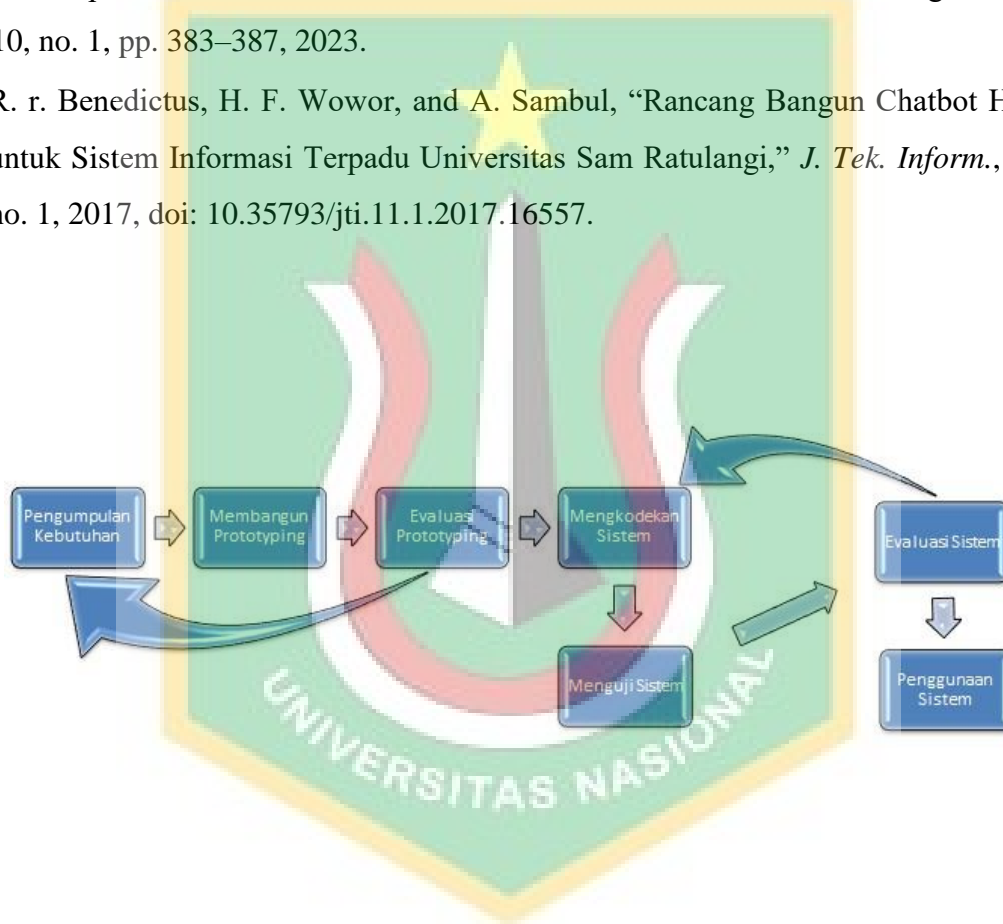 10, no. 1, pp. 383–387, 2023.
R. r. Benedictus, H. F. Wowor, and A. Sambul, “Rancang Bangun Chatbot H
untuk Sistem Informasi Terpadu Universitas Sam Ratulangi,” J. Tek. Inform.,
no. 1, 2017, doi: 10.35793/jti.11.1.2017.16557.
Pengumpulan
Kebutuhan
Membangun
Prototyping
Evaluasi
Prototyping
Mengkodekan
Sistem
Evaluasi Sistem
Menguji Sistem
Penggunaan
Sistem
UNIVERSITAS NASIONAL